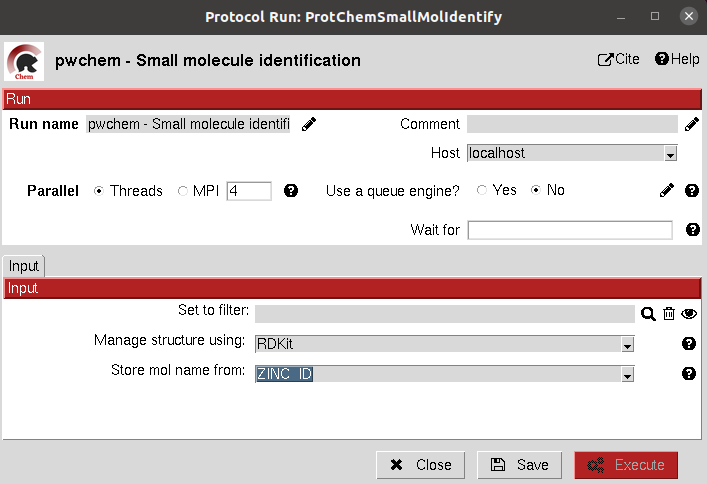 Protocol Run: ProtChemSmallMolIdentify
Chem
pwchem - Small molecule identification
Cite
Help
Run
Run name pwchem - Small molecule identifi
Comment
Host localhost
Parallel Threads MPI 4
Use a queue engine? Yes No
Wait for
Input
Input
Set to filter:
Manage structure using: RDKit
Store mol name from: ZINC_ID
Close Save Execute